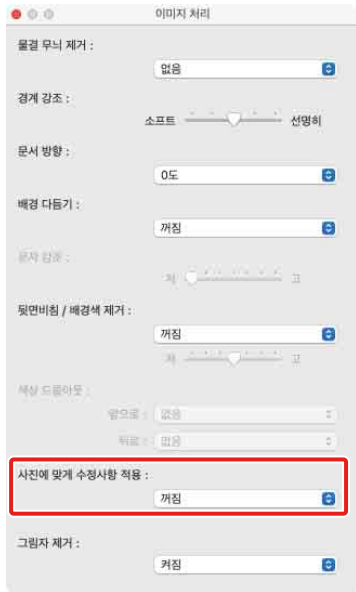 이미지 처리
물결 무늬 제거 :
없음
경계 강조 :
소프트 선명히
문서 방향 :
0도
배경 다듬기 :
꺼짐
문자 강조 :
저 고
뒷면비침 / 배경색 제거 :
꺼짐
저 고
색상 드롭아웃 :
앞으로 : 없음
뒤로 : 없음
사진에 맞게 수정사항 적용 :
꺼짐
그림자 제거 :
켜짐